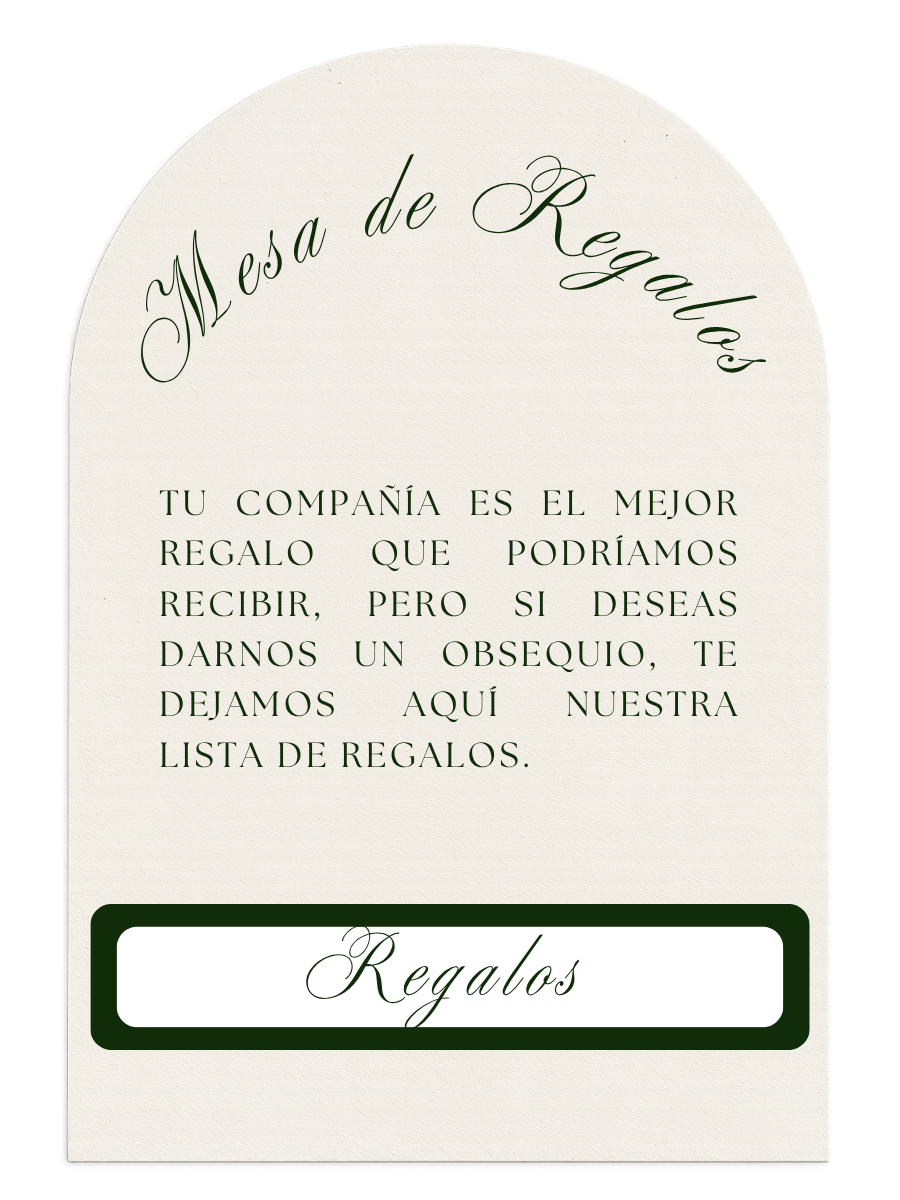 Mesa de Regalos
TU COMPAÑÍA ES EL MEJOR
REGALO QUE PODRÍAMOS
RECIBIR, PERO SI DESEAS
DARNOS UN OBSEQUIO, TE
DEJAMOS AQUÍ NUESTRA
LISTA DE REGALOS.
Regalos